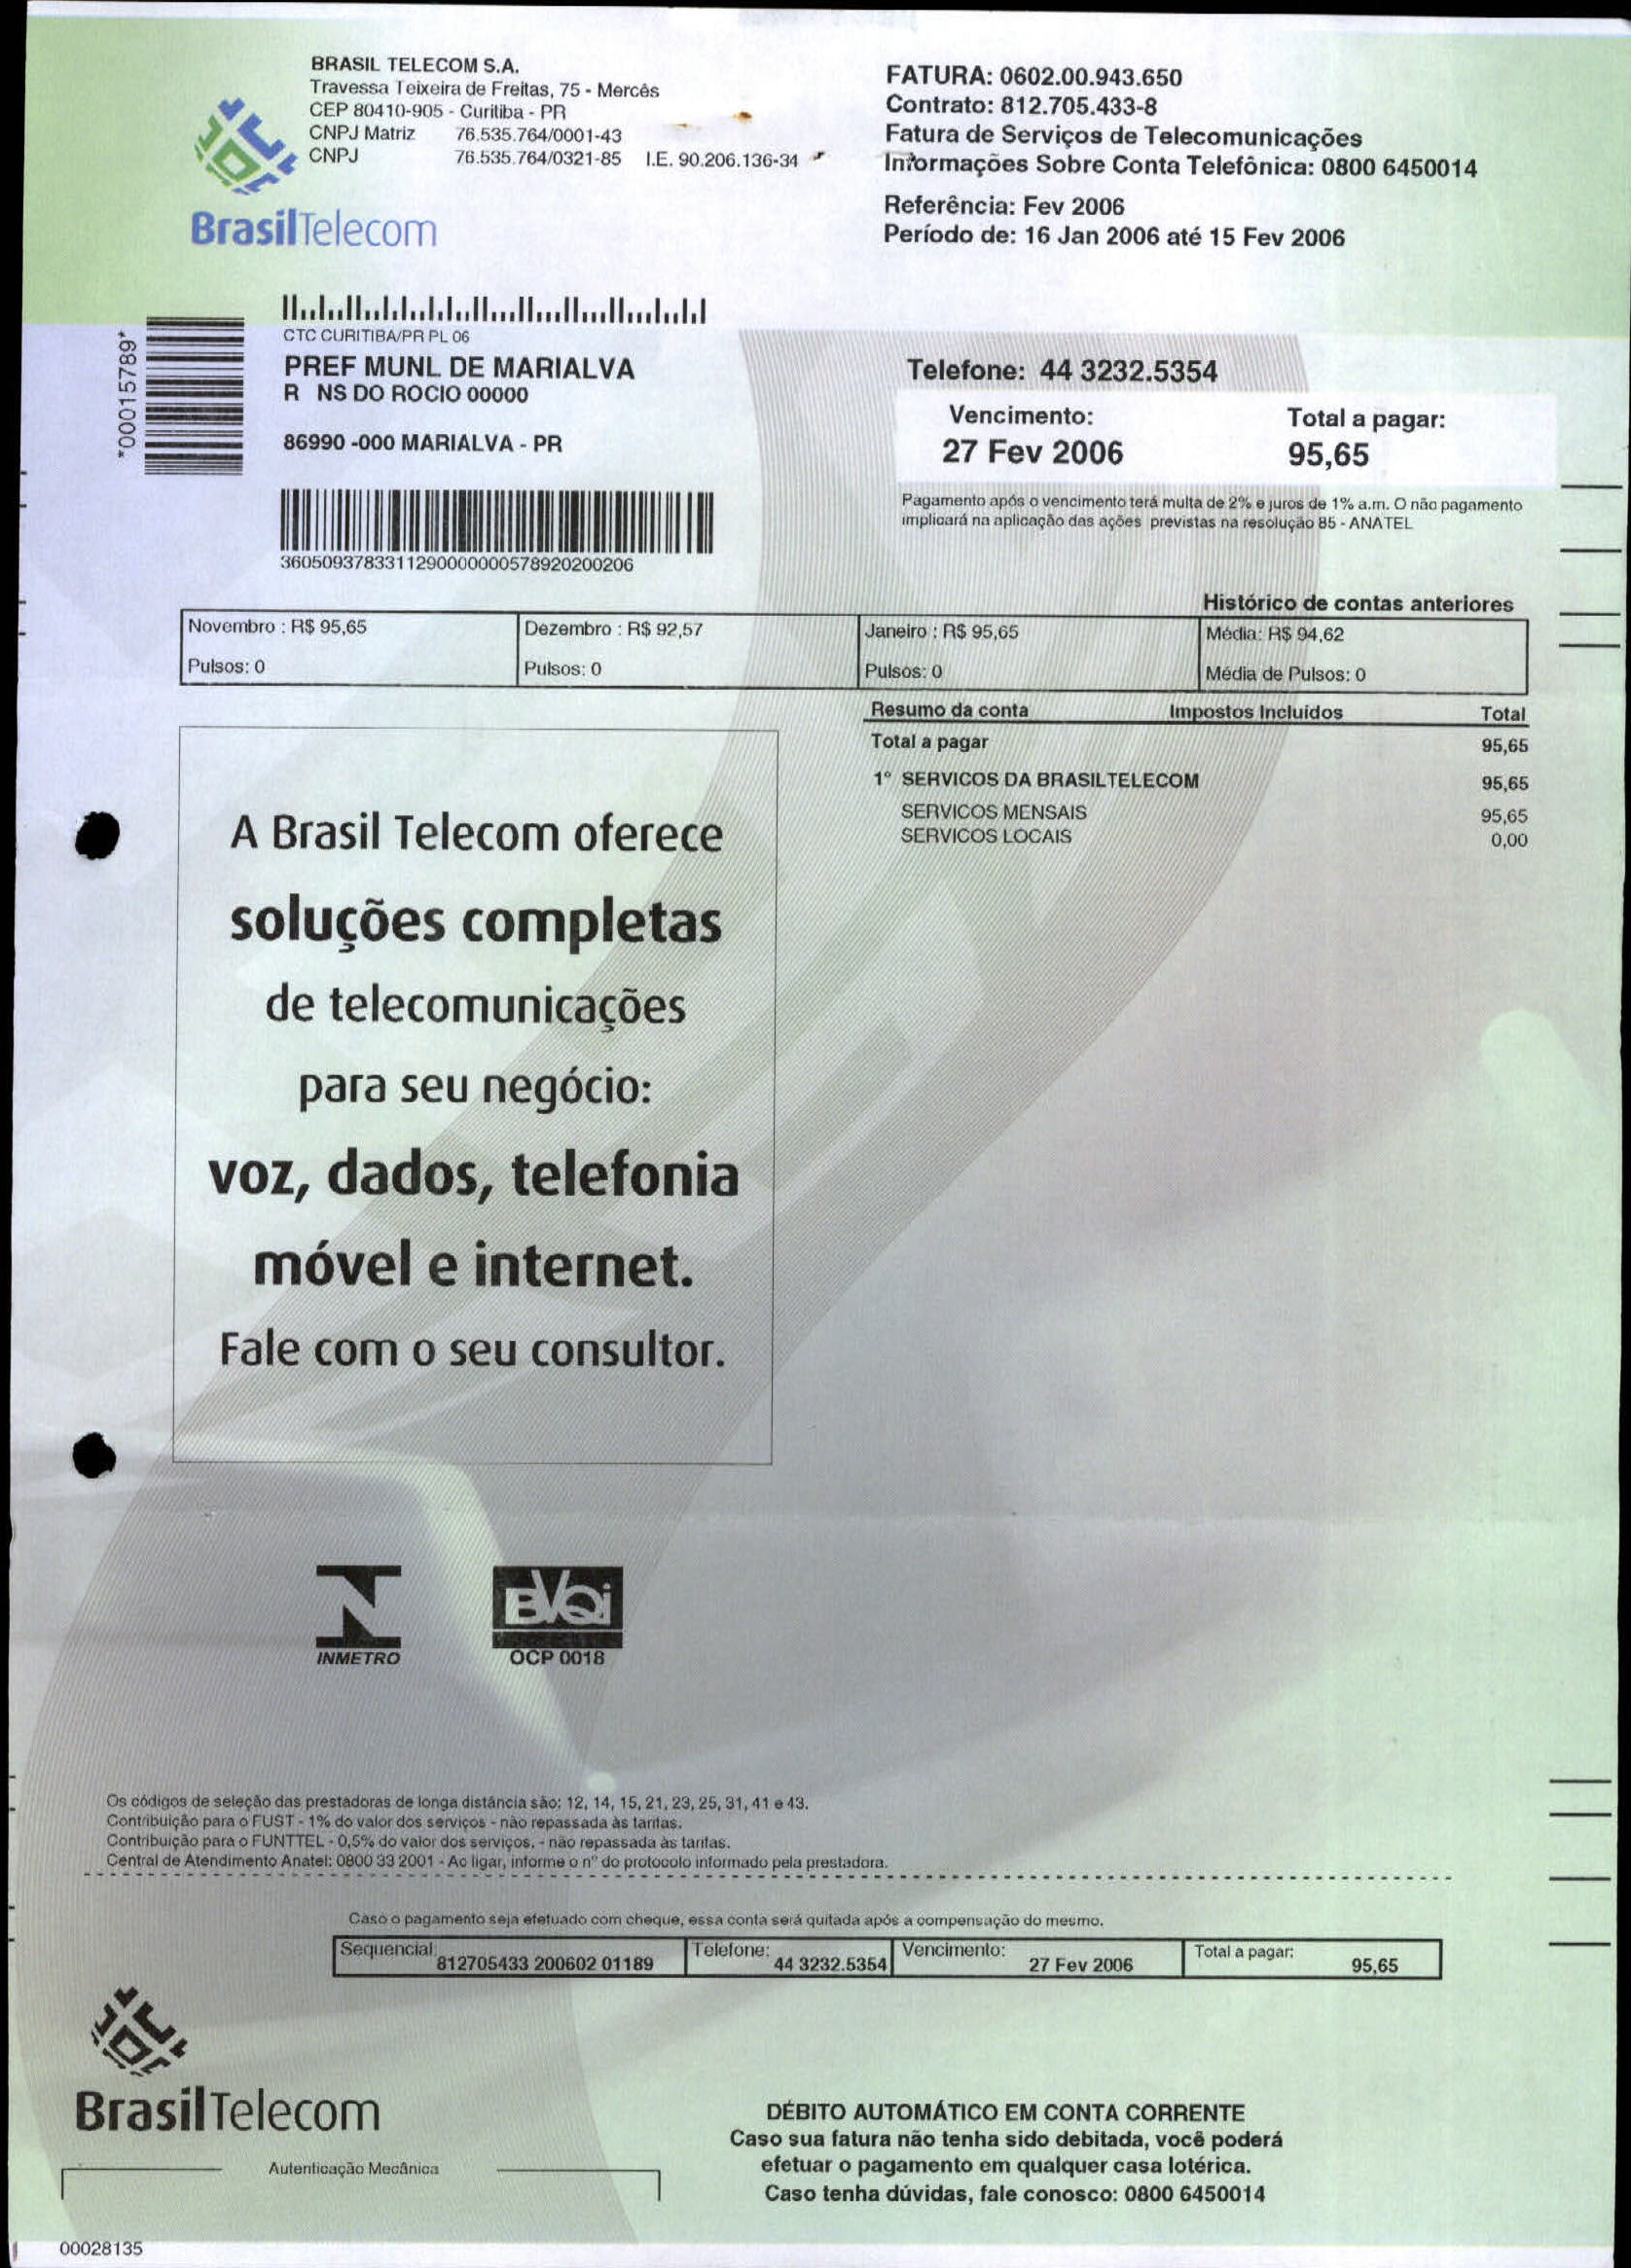 BRASIL TELECOM S.A.
Travessa Teixeira de Freitas, 75 - Mercês
CEP 80410-905 - Curitiba - PR
CNPJ Matriz 76.535.764/0001-43
CNPJ 76.535.764/0321-85 I.E. 90.206.136-34
BrasilTelecom
FATURA: 0602.00.943.650
Contrato: 812.705.433-8
Fatura de Serviços de Telecomunicações
Informações Sobre Conta Telefônica: 0800 6450014
Referência: Fev 2006
Período de: 16 Jan 2006 até 15 Fev 2006
*00015789*
CTC CURITIBA/PR PL 06
PREF MUNL DE MARIALVA
R NS DO ROCIO 00000
86990 -000 MARIALVA - PR
3605093783311290000000578920200206
Telefone: 44 3232.5354
Vencimento: Total a pagar:
27 Fev 2006 95,65
Pagamento após o vencimento terá multa de 2% e juros de 1% a.m. O não pagamento
implicará na aplicação das ações previstas na resolução 85 - ANATEL
Histórico de contas anteriores
Novembro : R$ 95,65 Dezembro : R$ 92,57 Janeiro : R$ 95,65 Média: R$ 94,62
Pulsos: 0 Pulsos: 0 Pulsos: 0 Média de Pulsos: 0
Resumo da conta Impostos Incluídos Total
Total a pagar 95,65
1º SERVICOS DA BRASILTELECOM 95,65
SERVICOS MENSAIS 95,65
SERVICOS LOCAIS 0,00
A Brasil Telecom oferece
soluções completas
de telecomunicações
para seu negócio:
voz, dados, telefonia
móvel e internet.
Fale com o seu consultor.
INMETRO
BVQi
OCP 0018
Os códigos de seleção das prestadoras de longa distância são: 12, 14, 15, 21, 23, 25, 31, 41 e 43.
Contribuição para o FUST - 1% do valor dos serviços - não repassada às tarifas.
Contribuição para o FUNTTEL - 0,5% do valor dos serviços. - não repassada às tarifas.
Central de Atendimento Anatel: 0800 33 2001 - Ao ligar, informe o nº do protocolo informado pela prestadora.
Caso o pagamento seja efetuado com cheque, essa conta será quitada após a compensação do mesmo.
Sequencial: 812705433 200602 01189 Telefone: 44 3232.5354 Vencimento: 27 Fev 2006 Total a pagar: 95,65
BrasilTelecom
Autenticação Mecânica
DÉBITO AUTOMÁTICO EM CONTA CORRENTE
Caso sua fatura não tenha sido debitada, você poderá
efetuar o pagamento em qualquer casa lotérica.
Caso tenha dúvidas, fale conosco: 0800 6450014
00028135